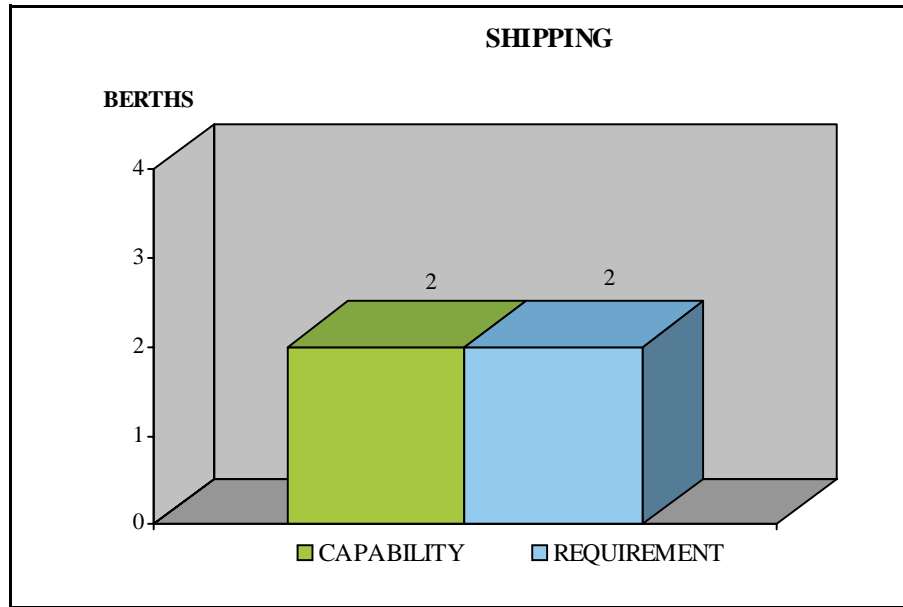 SHIPPING
BERTHS
4
3
2
1
0
2
2
CAPABILITY
REQUIREMENT